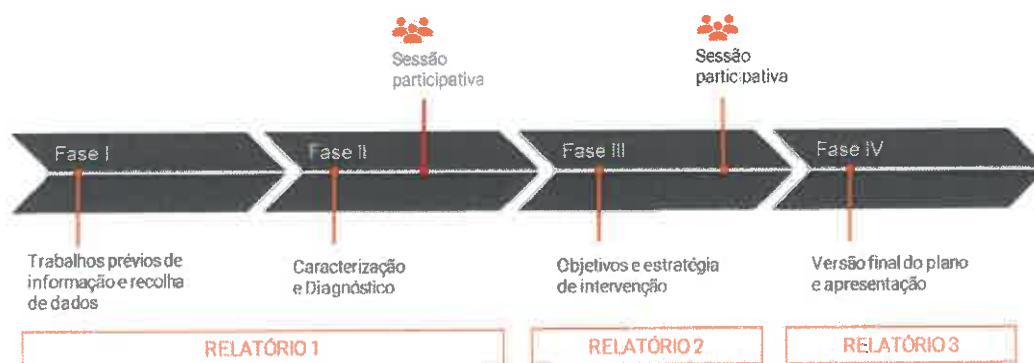 Sessão
participativa
Sessão
participativa
Fase I
Fase II
Fase III
Fase IV
Trabalhos prévios de
informação e recolha
de dados
Caracterização
e Diagnóstico
Objetivos e estratégia
de intervenção
Versão final do plano
e apresentação
RELATÓRIO 1
RELATÓRIO 2
RELATÓRIO 3